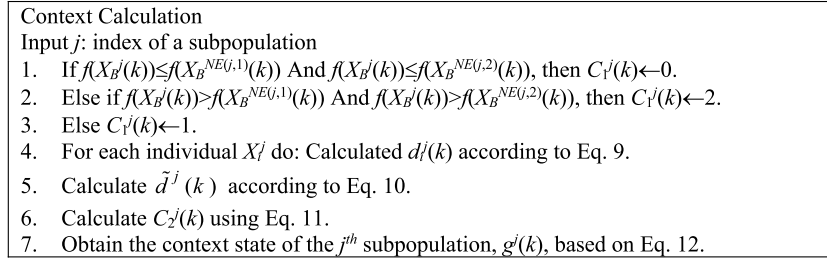 Context Calculation
Input j: index of a subpopulation
1. If f(X_B^j(k))≤f(X_B^{NE(j,1)}(k)) And f(X_B^j(k))≤f(X_B^{NE(j,2)}(k)), then C_1^j(k)←0.
2. Else if f(X_B^j(k))>f(X_B^{NE(j,1)}(k)) And f(X_B^j(k))>f(X_B^{NE(j,2)}(k)), then C_1^j(k)←2.
3. Else C_1^j(k)←1.
4. For each individual X_i^j do: Calculated d_i^j(k) according to Eq. 9.
5. Calculate d̃^j(k) according to Eq. 10.
6. Calculate C_2^j(k) using Eq. 11.
7. Obtain the context state of the j^{th} subpopulation, g^j(k), based on Eq. 12.